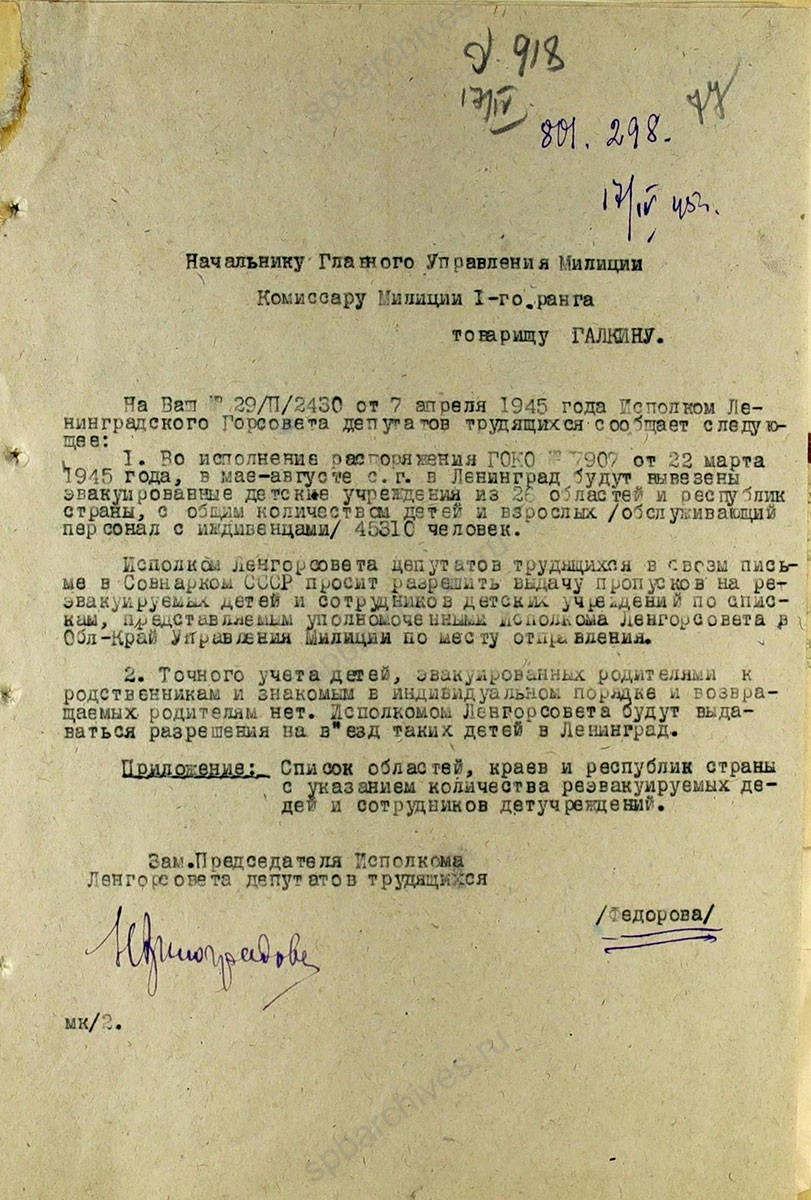 № 918
17/IV
77
801. 298.
17/IV 45г.
Начальнику Главного Управления Милиции
Комиссару Милиции I-го ранга
товарищу ГАЛКИНУ.
На Ваш № 29/П/2430 от 7 апреля 1945 года Исполком Ле-
нинградского Горсовета депутатов трудящихся сообщает следую-
щее:
1. Во исполнение распоряжения ГОКО № 7907 от 22 марта
1945 года, в мае-августе с.г. в Ленинград будут вывезены
эвакуированные детские учреждения из 26 областей и республик
страны, с общим количеством детей и взрослых /обслуживающий
персонал с иждивенцами/ 45310 человек.
Исполком Ленгорсовета депутатов трудящихся в своем пись-
ме в Совнарком СССР просит разрешить выдачу пропусков на ре-
эвакуируемых детей и сотрудников детских учреждений по спис-
кам, представляемым уполномоченными исполкома Ленгорсовета в
Обл-Край Управления Милиции по месту отправления.
2. Точного учета детей, эвакуированных родителями к
родственникам и знакомым в индивидуальном порядке и возвра-
щаемых родителям нет. Исполкомом Ленгорсовета будут выда-
ваться разрешения на в"езд таких детей в Ленинград.
Приложение: Список областей, краев и республик страны
с указанием количества реэвакуируемых де-
дей и сотрудников детучреждений.
Зам.Председателя Исполкома
Ленгорсовета депутатов трудящихся
/Федорова/
мк/2.
spbarchives.ru